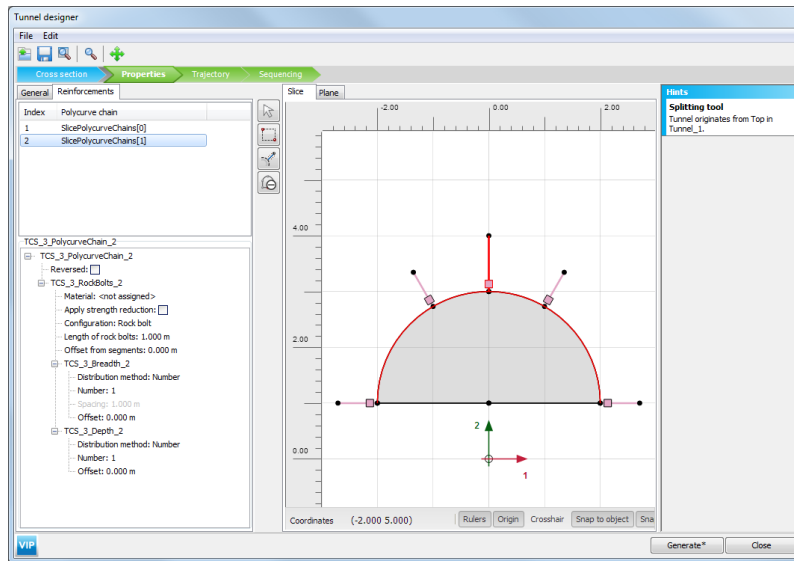 Tunnel designer
File Edit
Cross section Properties Trajectory Sequencing
General Reinforcements
Index Polycurve chain
1 SlicePolycurveChains[0]
2 SlicePolycurveChains[1]
TCS_3_PolycurveChain_2
TCS_3_PolycurveChain_2
Reversed:
TCS_3_RockBolts_2
Material: <not assigned>
Apply strength reduction:
Configuration: Rock bolt
Length of rock bolts: 1.000 m
Offset from segments: 0.000 m
TCS_3_Breadth_2
Distribution method: Number
Number: 1
Spacing: 1.000 m
Offset: 0.000 m
TCS_3_Depth_2
Distribution method: Number
Number: 1
Offset: 0.000 m
VIP
Slice Plane
-2.00 0.00 2.00
4.00
2.00
0.00
2
1
Coordinates (-2.000 5.000) Rulers Origin Crosshair Snap to object Sna
Hints
Splitting tool
Tunnel originates from Top in
Tunnel_1.
Generate* Close